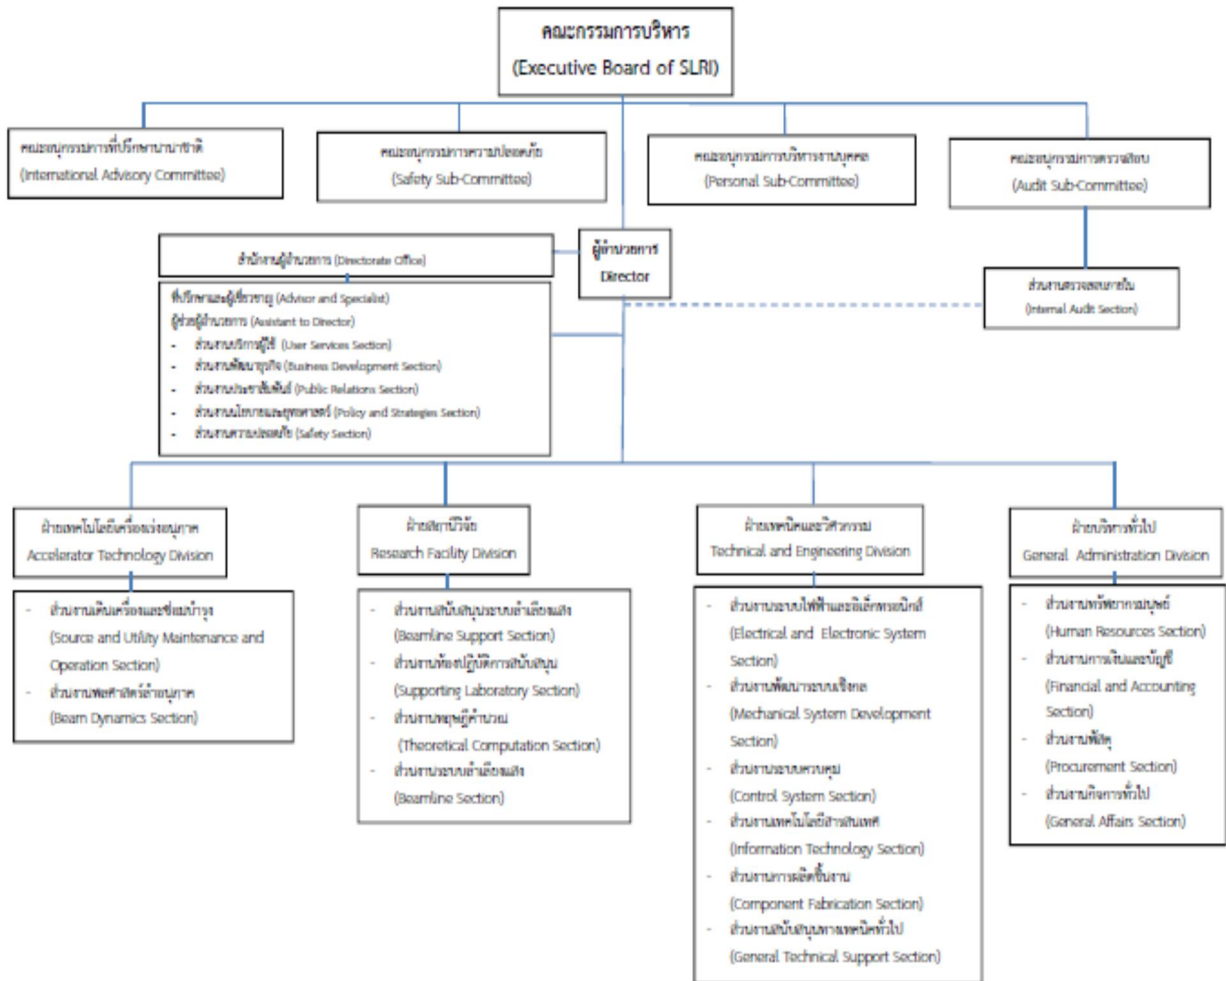 คณะกรรมการบริหาร
(Executive Board of SLRI)
คณะอนุกรรมการที่ปรึกษานานาชาติ
(International Advisory Committee)
คณะอนุกรรมการความปลอดภัย
(Safety Sub-Committee)
คณะอนุกรรมการบริหารงานบุคคล
(Personal Sub-Committee)
คณะอนุกรรมการตรวจสอบ
(Audit Sub-Committee)
ผู้อำนวยการ
Director
สำนักงานผู้อำนวยการ (Directorate Office)
ส่วนงานตรวจสอบภายใน
(Internal Audit Section)
ที่ปรึกษาและผู้เชี่ยวชาญ (Advisor and Specialist)
ผู้ช่วยผู้อำนวยการ (Assistant to Director)
- ส่วนงานบริการผู้ใช้ (User Services Section)
- ส่วนงานพัฒนาธุรกิจ (Business Development Section)
- ส่วนงานประชาสัมพันธ์ (Public Relations Section)
- ส่วนงานนโยบายและยุทธศาสตร์ (Policy and Strategies Section)
- ส่วนงานความปลอดภัย (Safety Section)
ฝ่ายเทคโนโลยีเครื่องเร่งอนุภาค
Accelerator Technology Division
- ส่วนงานเดินเครื่องและซ่อมบำรุง
(Source and Utility Maintenance and
Operation Section)
- ส่วนงานพลศาสตร์ลำอนุภาค
(Beam Dynamics Section)
ฝ่ายสถานีวิจัย
Research Facility Division
- ส่วนงานสนับสนุนระบบลำเลียงแสง
(Beamline Support Section)
- ส่วนงานห้องปฏิบัติการสนับสนุน
(Supporting Laboratory Section)
- ส่วนงานทฤษฎีคำนวณ
(Theoretical Computation Section)
- ส่วนงานระบบลำเลียงแสง
(Beamline Section)
ฝ่ายเทคนิคและวิศวกรรม
Technical and Engineering Division
- ส่วนงานระบบไฟฟ้าและอิเล็กทรอนิกส์
(Electrical and Electronic System
Section)
- ส่วนงานพัฒนาระบบเชิงกล
(Mechanical System Development
Section)
- ส่วนงานระบบควบคุม
(Control System Section)
- ส่วนงานเทคโนโลยีสารสนเทศ
(Information Technology Section)
- ส่วนงานการผลิตชิ้นงาน
(Component Fabrication Section)
- ส่วนงานสนับสนุนทางเทคนิคทั่วไป
(General Technical Support Section)
ฝ่ายบริหารทั่วไป
General Administration Division
- ส่วนงานทรัพยากรมนุษย์
(Human Resources Section)
- ส่วนงานการเงินและบัญชี
(Financial and Accounting
Section)
- ส่วนงานพัสดุ
(Procurement Section)
- ส่วนงานกิจการทั่วไป
(General Affairs Section)